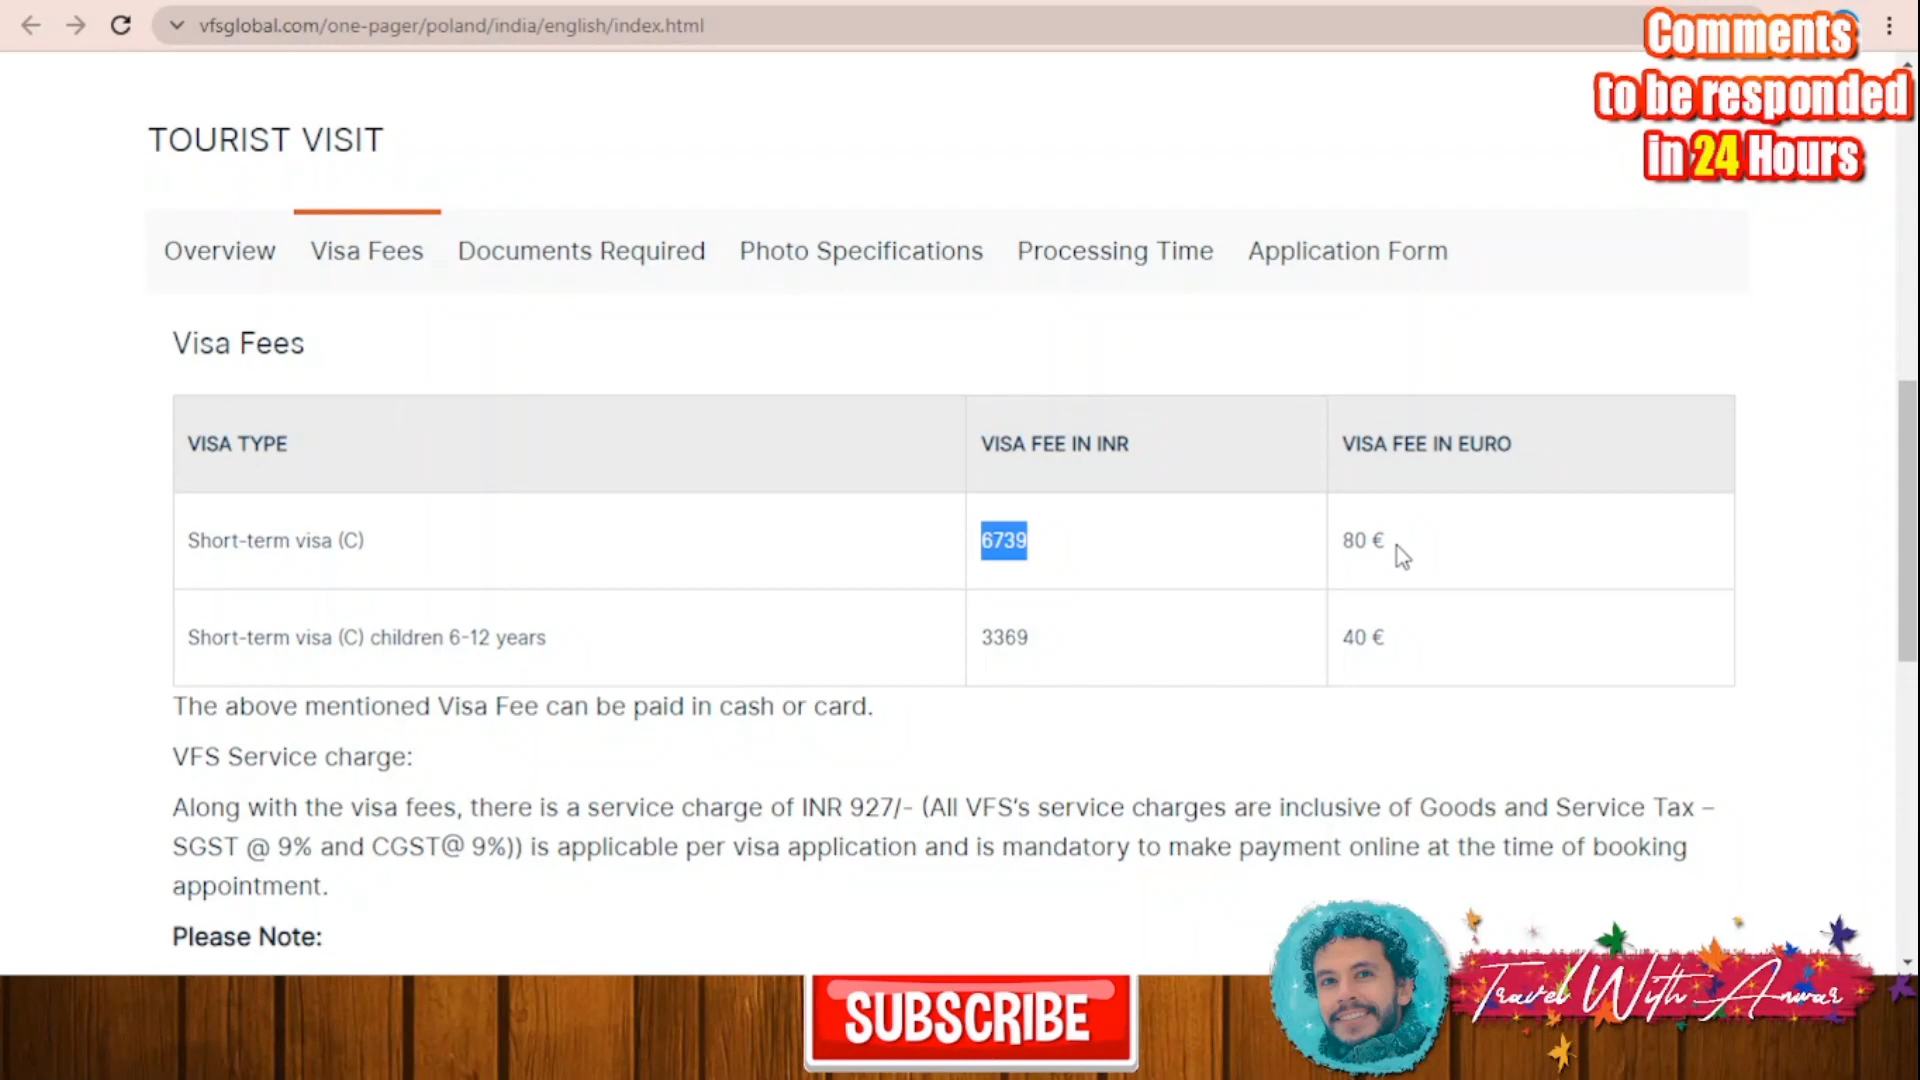 vfsglobal.com/one-pager/poland/india/english/index.html
Comments
to be responded
in 24 Hours
TOURIST VISIT
Overview Visa Fees Documents Required Photo Specifications Processing Time Application Form
Visa Fees
VISA TYPE VISA FEE IN INR VISA FEE IN EURO
Short-term visa (C) 6739 80 €
Short-term visa (C) children 6-12 years 3369 40 €
The above mentioned Visa Fee can be paid in cash or card.
VFS Service charge:
Along with the visa fees, there is a service charge of INR 927/- (All VFS’s service charges are inclusive of Goods and Service Tax –
SGST @ 9% and CGST@ 9%)) is applicable per visa application and is mandatory to make payment online at the time of booking
appointment.
Please Note:
SUBSCRIBE
Travel With Anwar